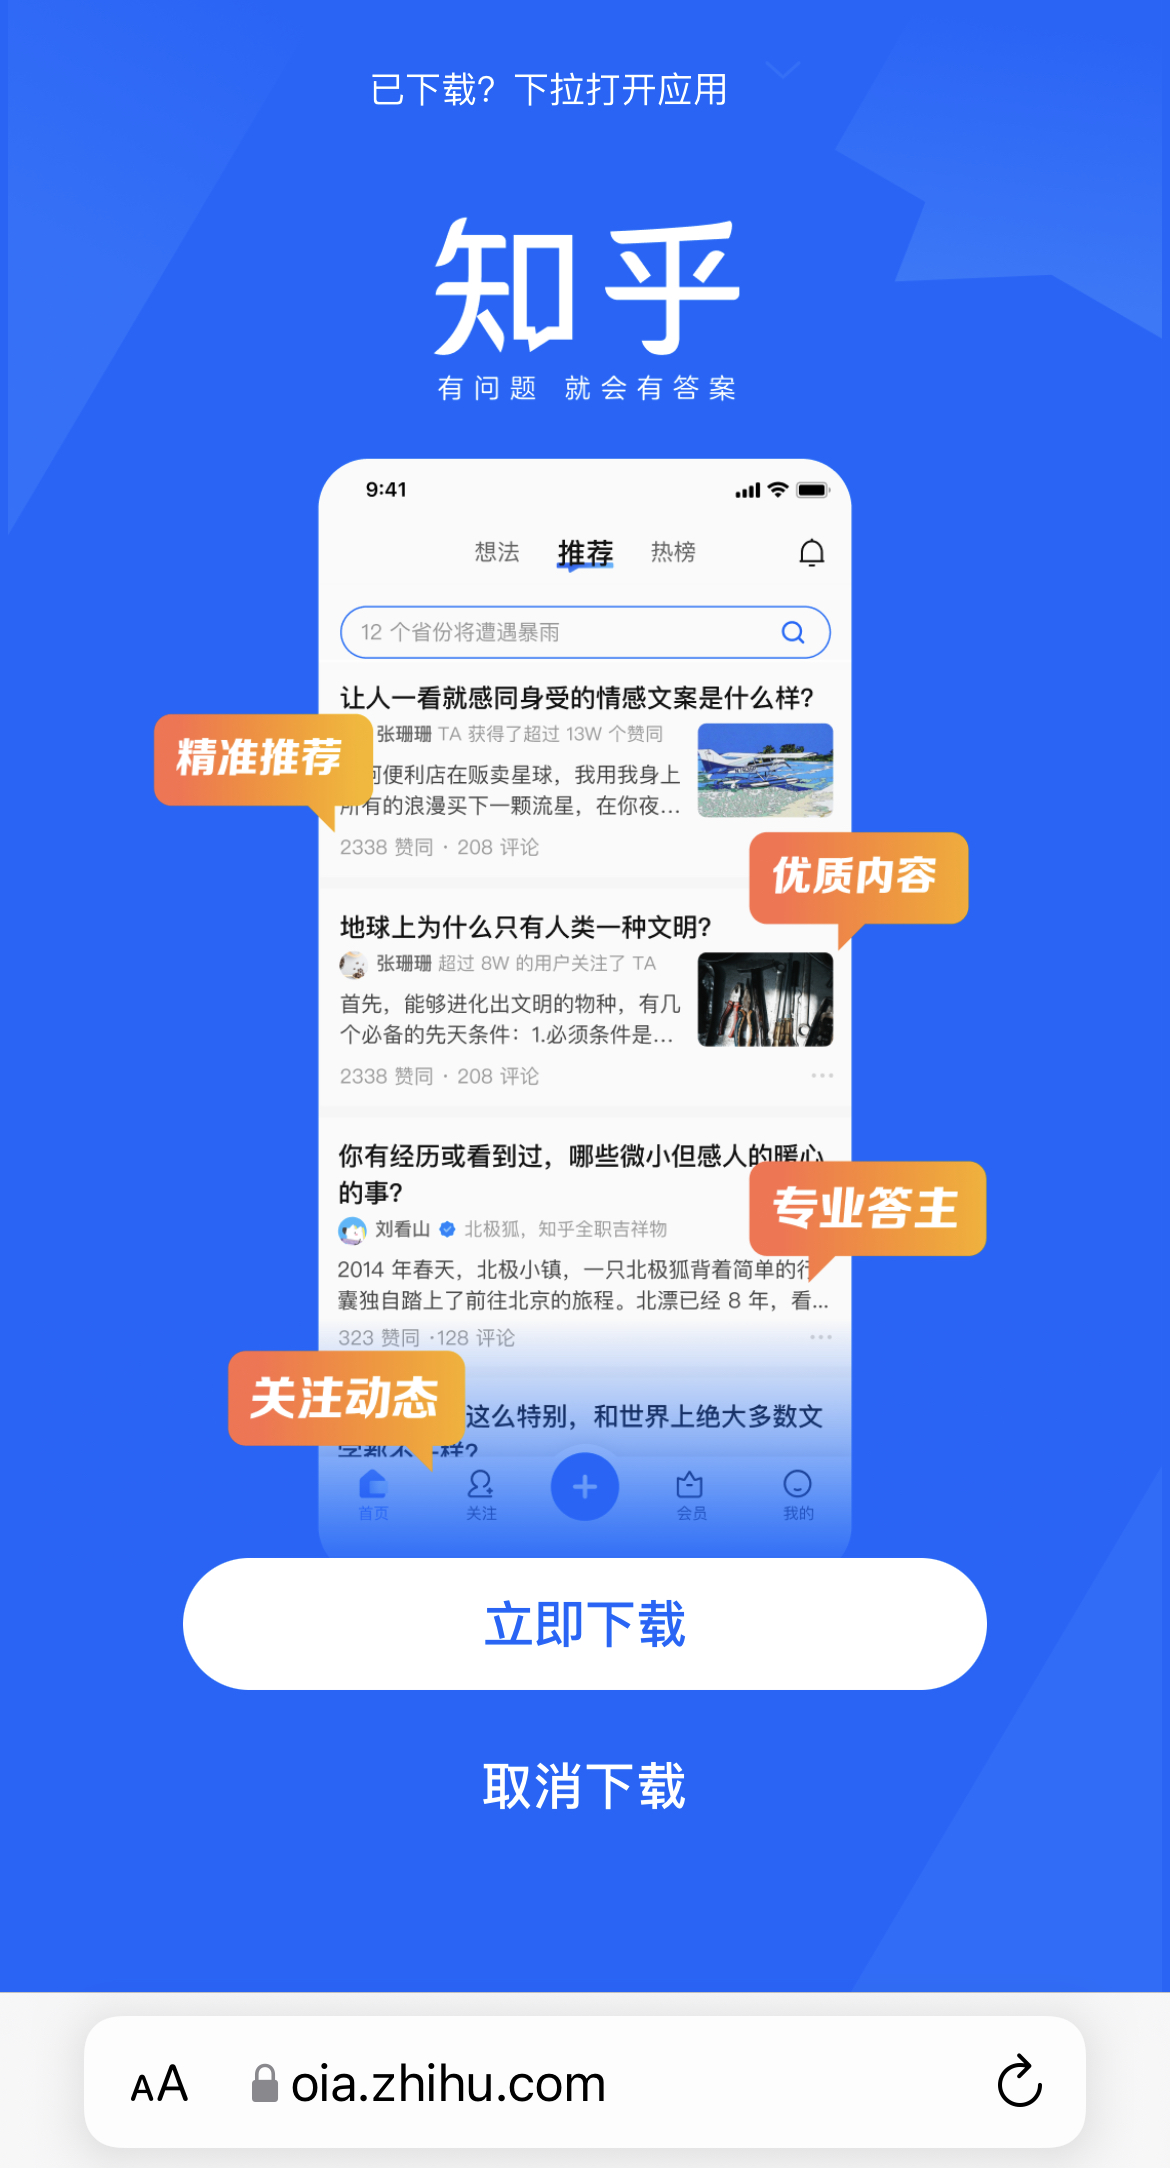 已下载？下拉打开应用
知乎
有问题 就会有答案
9:41
想法 推荐 热榜
12 个省份将遭遇暴雨
让人一看就感同身受的情感文案是什么样？
张珊珊 TA 获得了超过 13W 个赞同
精准推荐
河便利店在贩卖星球，我用我身上
所有的浪漫买下一颗流星，在你夜...
2338 赞同 · 208 评论
优质内容
地球上为什么只有人类一种文明？
张珊珊 超过 8W 的用户关注了 TA
首先，能够进化出文明的物种，有几
个必备的先天条件：1.必须条件是...
2338 赞同 · 208 评论
你有经历或看到过，哪些微小但感人的暖心
的事？
专业答主
刘看山 北极狐，知乎全职吉祥物
2014 年春天，北极小镇，一只北极狐背着简单的行
囊独自踏上了前往北京的旅程。北漂已经 8 年，看...
323 赞同 ·128 评论
关注动态
这么特别，和世界上绝大多数文
字都不一样？
首页 关注 会员 我的
立即下载
取消下载
AA oia.zhihu.com